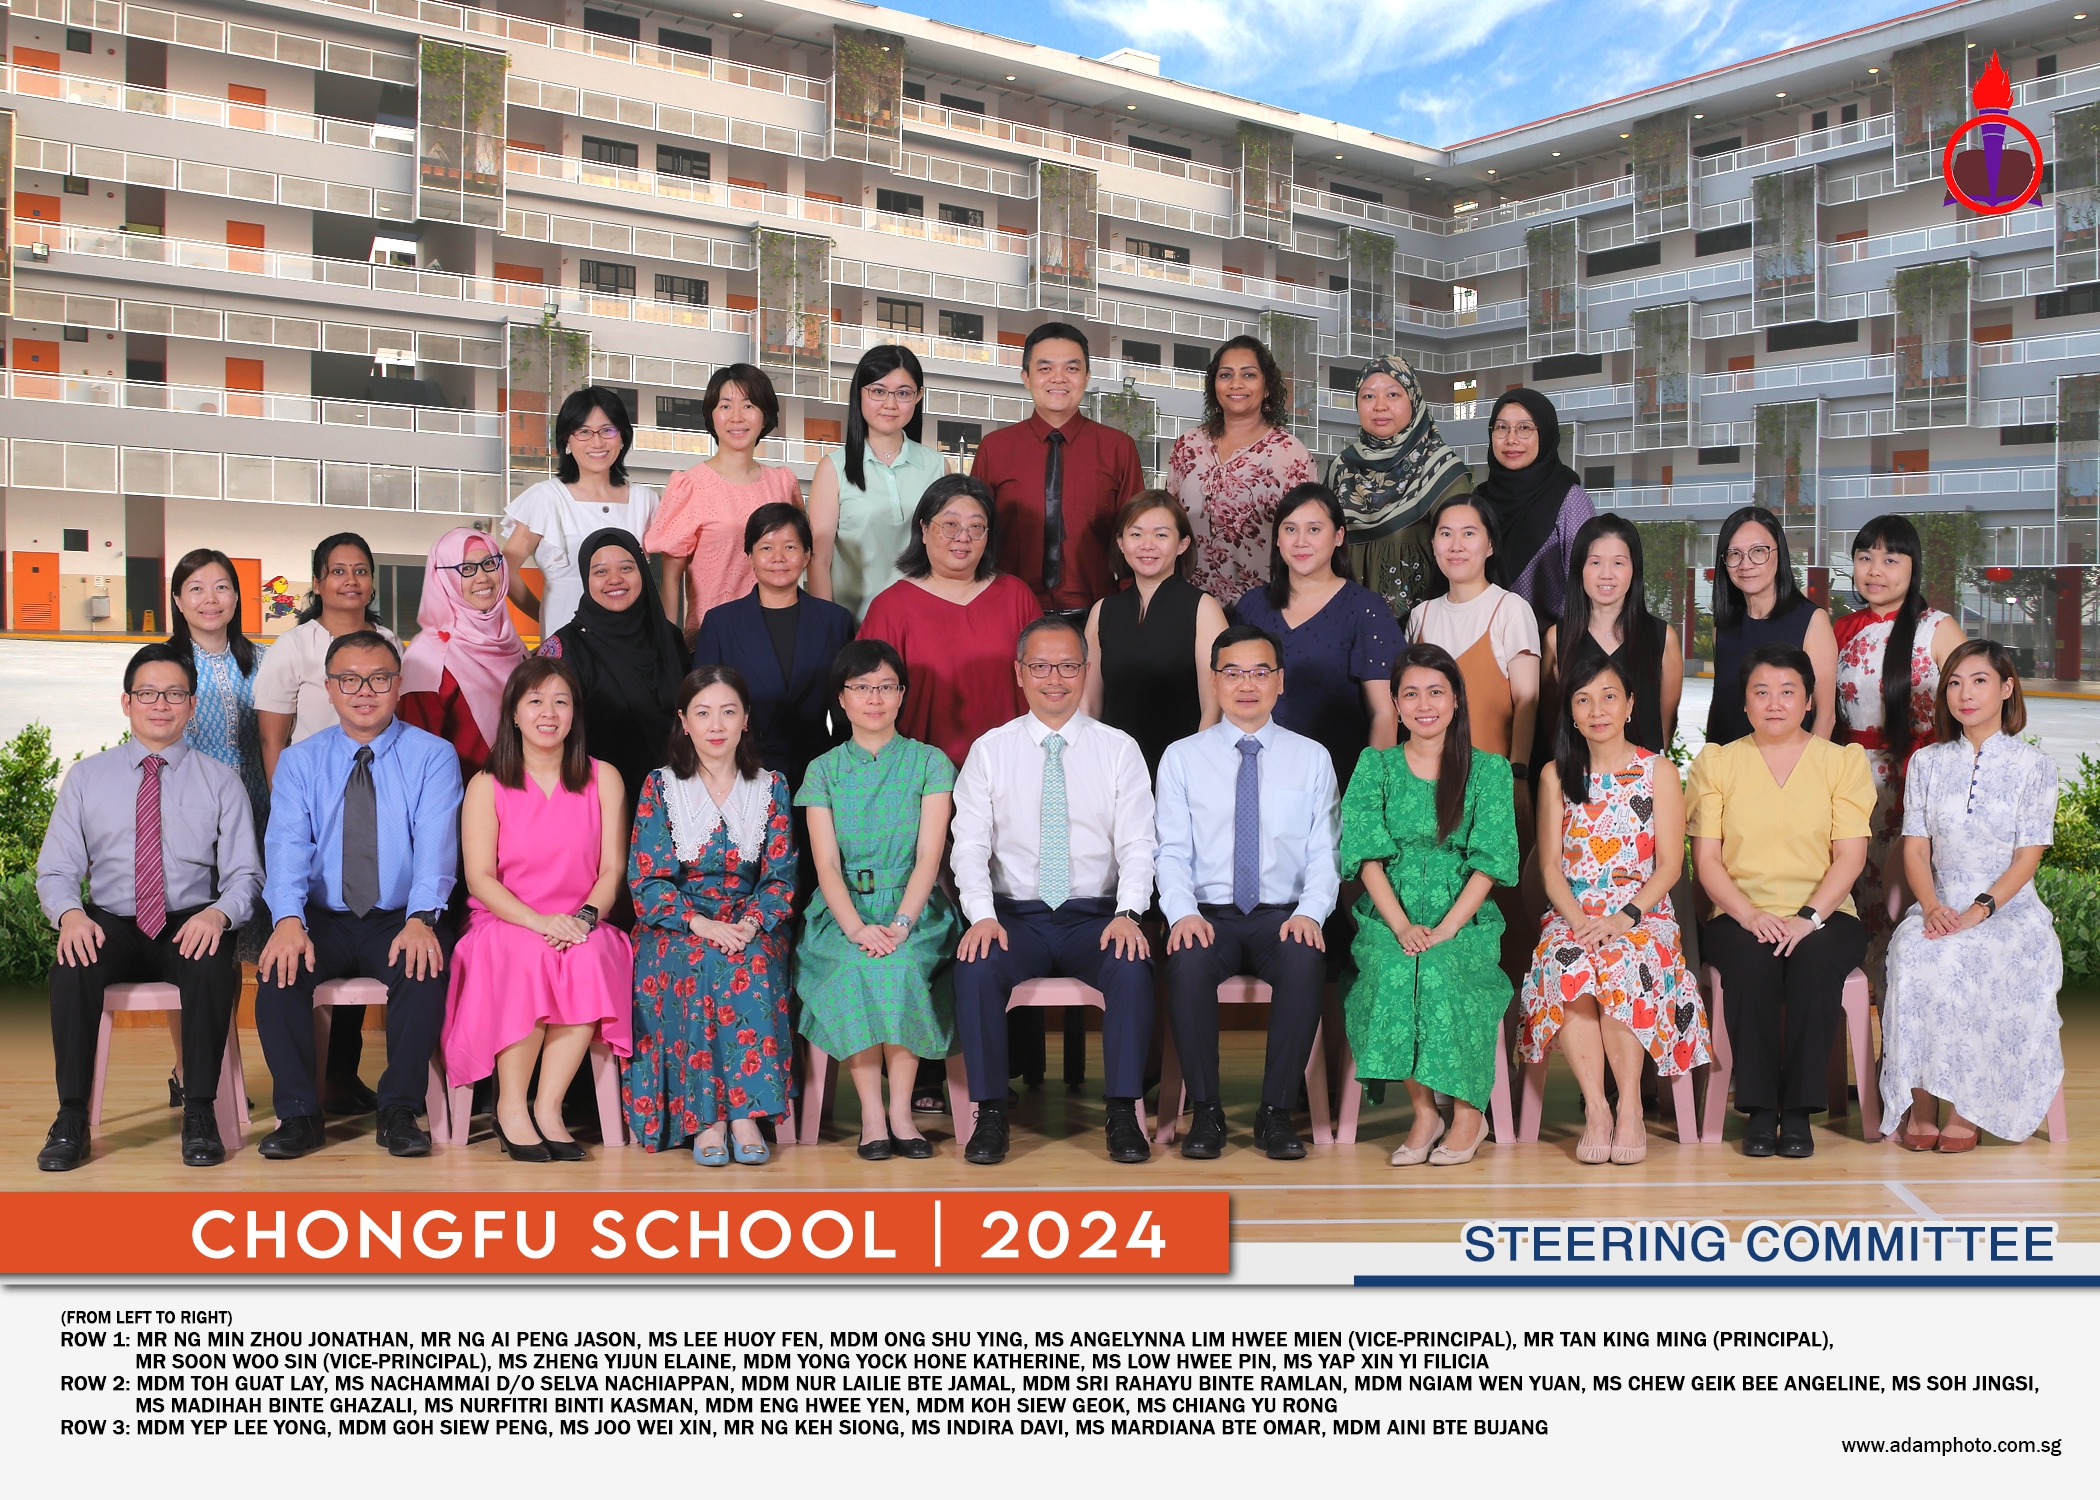 CHONGFU SCHOOL | 2024
STEERING COMMITTEE
(FROM LEFT TO RIGHT)
ROW 1: MR NG MIN ZHOU JONATHAN, MR NG AI PENG JASON, MS LEE HUOY FEN, MDM ONG SHU YING, MS ANGELYNNA LIM HWEE MIEN (VICE-PRINCIPAL), MR TAN KING MING (PRINCIPAL),
MR SOON WOO SIN (VICE-PRINCIPAL), MS ZHENG YIJUN ELAINE, MDM YONG YOCK HONE KATHERINE, MS LOW HWEE PIN, MS YAP XIN YI FILICIA
ROW 2: MDM TOH GUAT LAY, MS NACHAMMAI D/O SELVA NACHIAPPAN, MDM NUR LAILIE BTE JAMAL, MDM SRI RAHAYU BINTE RAMLAN, MDM NGIAM WEN YUAN, MS CHEW GEIK BEE ANGELINE, MS SOH JINGSI,
MS MADIHAH BINTE GHAZALI, MS NURFITRI BINTI KASMAN, MDM ENG HWEE YEN, MDM KOH SIEW GEOK, MS CHIANG YU RONG
ROW 3: MDM YEP LEE YONG, MDM GOH SIEW PENG, MS JOO WEI XIN, MR NG KEH SIONG, MS INDIRA DAVI, MS MARDIANA BTE OMAR, MDM AINI BTE BUJANG
www.adamphoto.com.sg